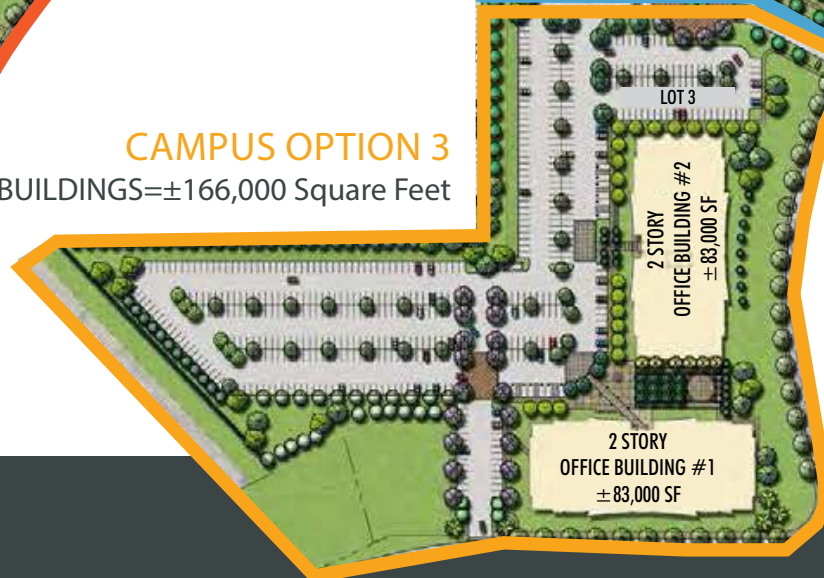 CAMPUS OPTION 3
BUILDINGS=±166,000 Square Feet
LOT 3
2 STORY
OFFICE BUILDING #2
±83,000 SF
2 STORY
OFFICE BUILDING #1
±83,000 SF